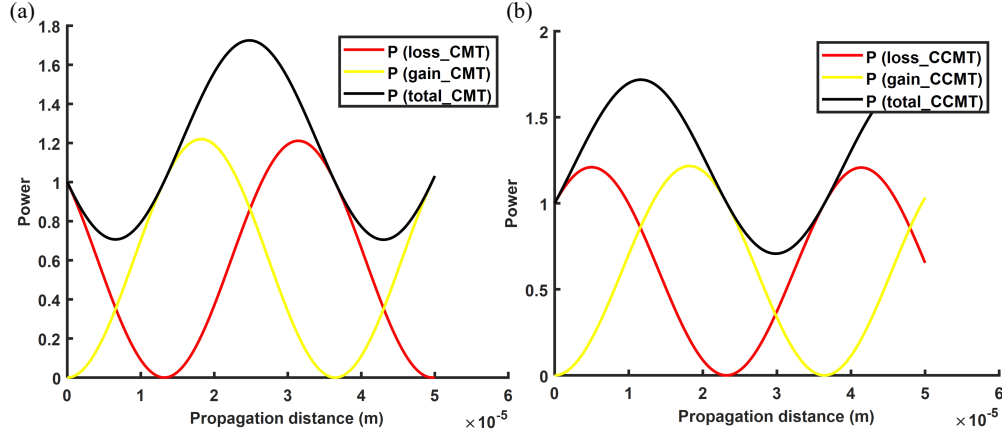 (a)
1.8
1.6
1.4
1.2
1
0.8
0.6
0.4
0.2
0
Power
P (loss_CMT)
P (gain_CMT)
P (total_CMT)
0 1 2 3 4 5 6
Propagation distance (m)
×10-5
(b)
2
1.5
1
0.5
0
Power
P (loss_CCMT)
P (gain_CCMT)
P (total_CCMT)
0 1 2 3 4 5 6
Propagation distance (m)
×10-5